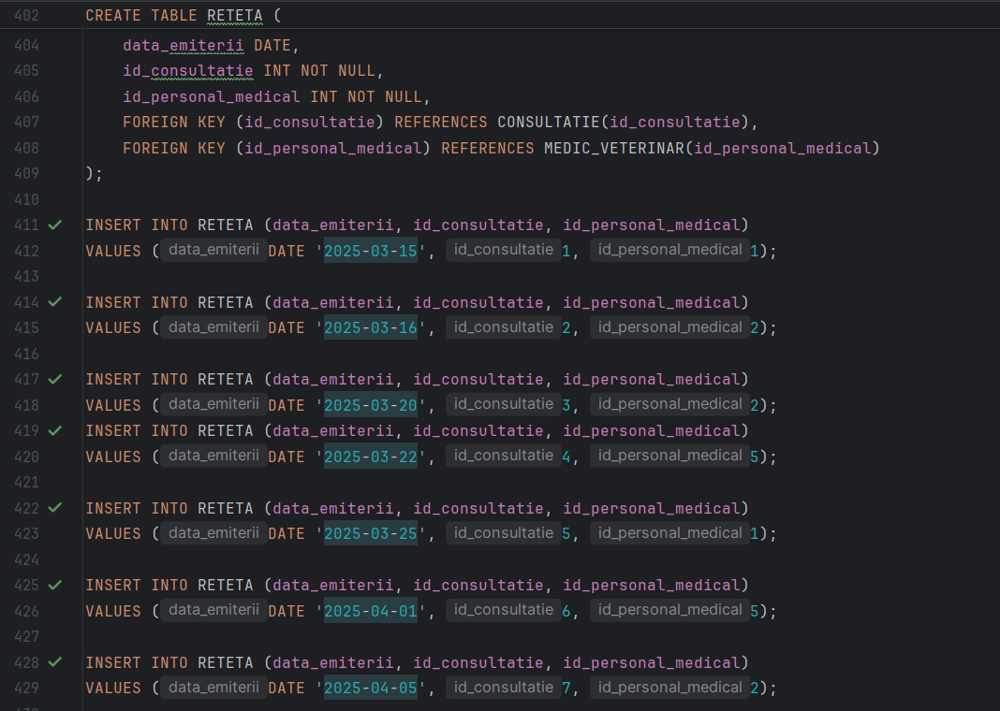 402 CREATE TABLE RETETA (
404 data_emiterii DATE,
405 id_consultatie INT NOT NULL,
406 id_personal_medical INT NOT NULL,
407 FOREIGN KEY (id_consultatie) REFERENCES CONSULTATIE(id_consultatie),
408 FOREIGN KEY (id_personal_medical) REFERENCES MEDIC_VETERINAR(id_personal_medical)
409 );
410
411 INSERT INTO RETETA (data_emiterii, id_consultatie, id_personal_medical)
412 VALUES ( data_emiterii DATE '2025-03-15', id_consultatie 1, id_personal_medical 1);
413
414 INSERT INTO RETETA (data_emiterii, id_consultatie, id_personal_medical)
415 VALUES ( data_emiterii DATE '2025-03-16', id_consultatie 2, id_personal_medical 2);
416
417 INSERT INTO RETETA (data_emiterii, id_consultatie, id_personal_medical)
418 VALUES ( data_emiterii DATE '2025-03-20', id_consultatie 3, id_personal_medical 2);
419 INSERT INTO RETETA (data_emiterii, id_consultatie, id_personal_medical)
420 VALUES ( data_emiterii DATE '2025-03-22', id_consultatie 4, id_personal_medical 5);
421
422 INSERT INTO RETETA (data_emiterii, id_consultatie, id_personal_medical)
423 VALUES ( data_emiterii DATE '2025-03-25', id_consultatie 5, id_personal_medical 1);
424
425 INSERT INTO RETETA (data_emiterii, id_consultatie, id_personal_medical)
426 VALUES ( data_emiterii DATE '2025-04-01', id_consultatie 6, id_personal_medical 5);
427
428 INSERT INTO RETETA (data_emiterii, id_consultatie, id_personal_medical)
429 VALUES ( data_emiterii DATE '2025-04-05', id_consultatie 7, id_personal_medical 2);